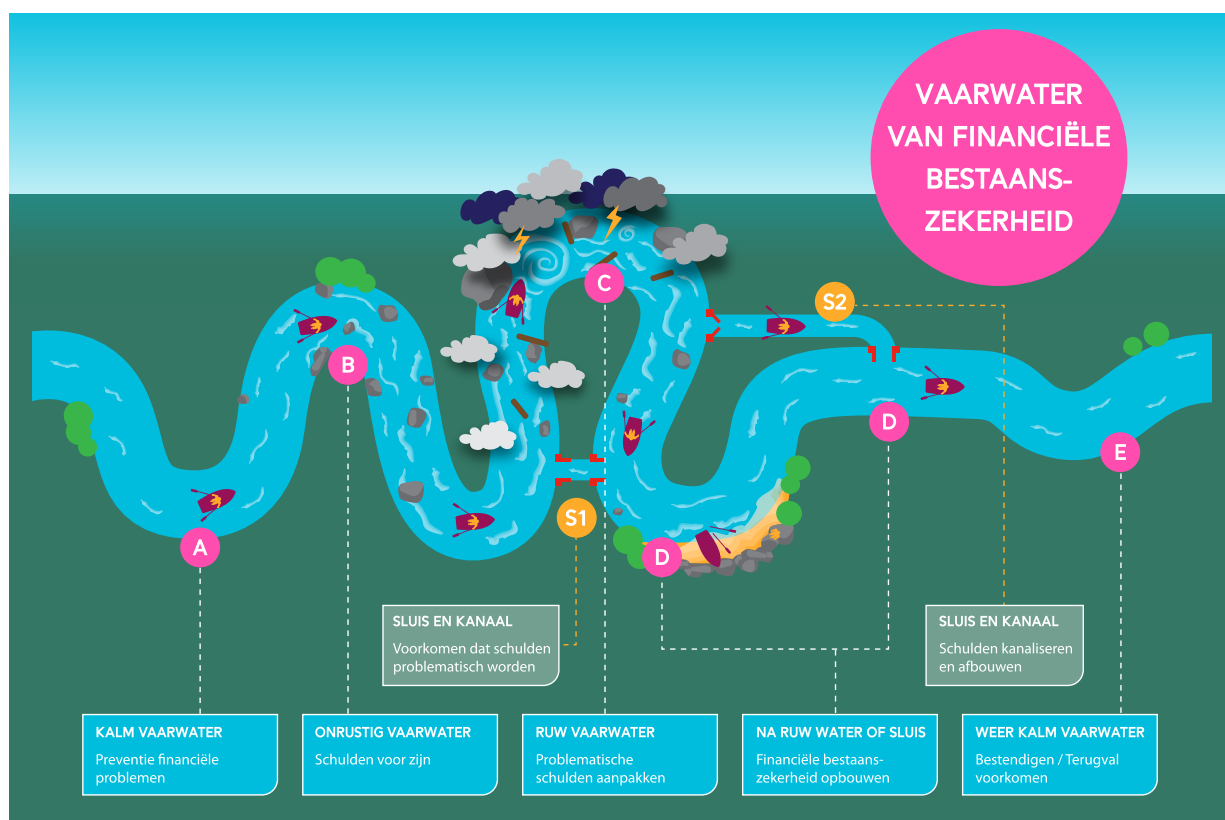 VAARWATER
VAN FINANCIËLE
BESTAANS-
ZEKERHEID
S2
C
B
D
E
S1
A
D
SLUIS EN KANAAL
Voorkomen dat schulden
problematisch worden
SLUIS EN KANAAL
Schulden kanaliseren
en afbouwen
KALM VAARWATER
Preventie financiële
problemen
ONRUSTIG VAARWATER
Schulden voor zijn
RUW VAARWATER
Problematische
schulden aanpakken
NA RUW WATER OF SLUIS
Financiële bestaans-
zekerheid opbouwen
WEER KALM VAARWATER
Bestendigen / Terugval
voorkomen